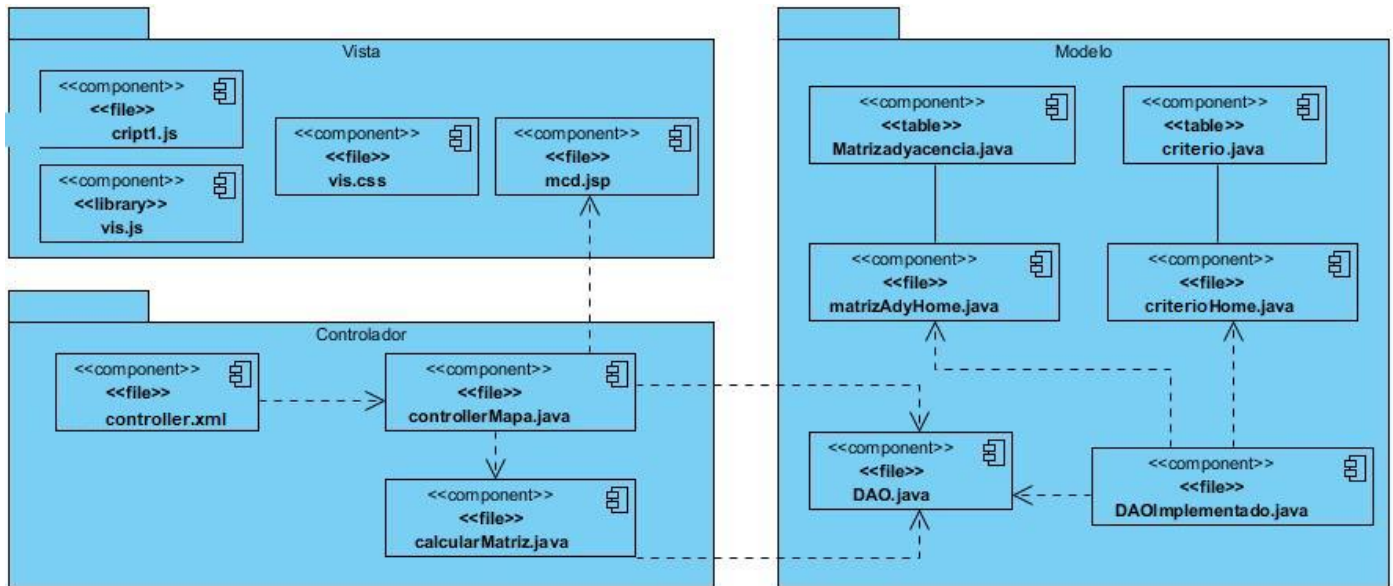 Vista
<<component>>
<<file>>
cript1.js
<<component>>
<<library>>
vis.js
<<component>>
<<file>>
vis.css
<<component>>
<<file>>
mcd.jsp
Controlador
<<component>>
<<file>>
controller.xml
<<component>>
<<file>>
controllerMapa.java
<<component>>
<<file>>
calcularMatriz.java
Modelo
<<component>>
<<table>>
Matrizadyacencia.java
<<component>>
<<table>>
criterio.java
<<component>>
<<file>>
matrizAdyHome.java
<<component>>
<<file>>
criterioHome.java
<<component>>
<<file>>
DAO.java
<<component>>
<<file>>
DAOImplementado.java